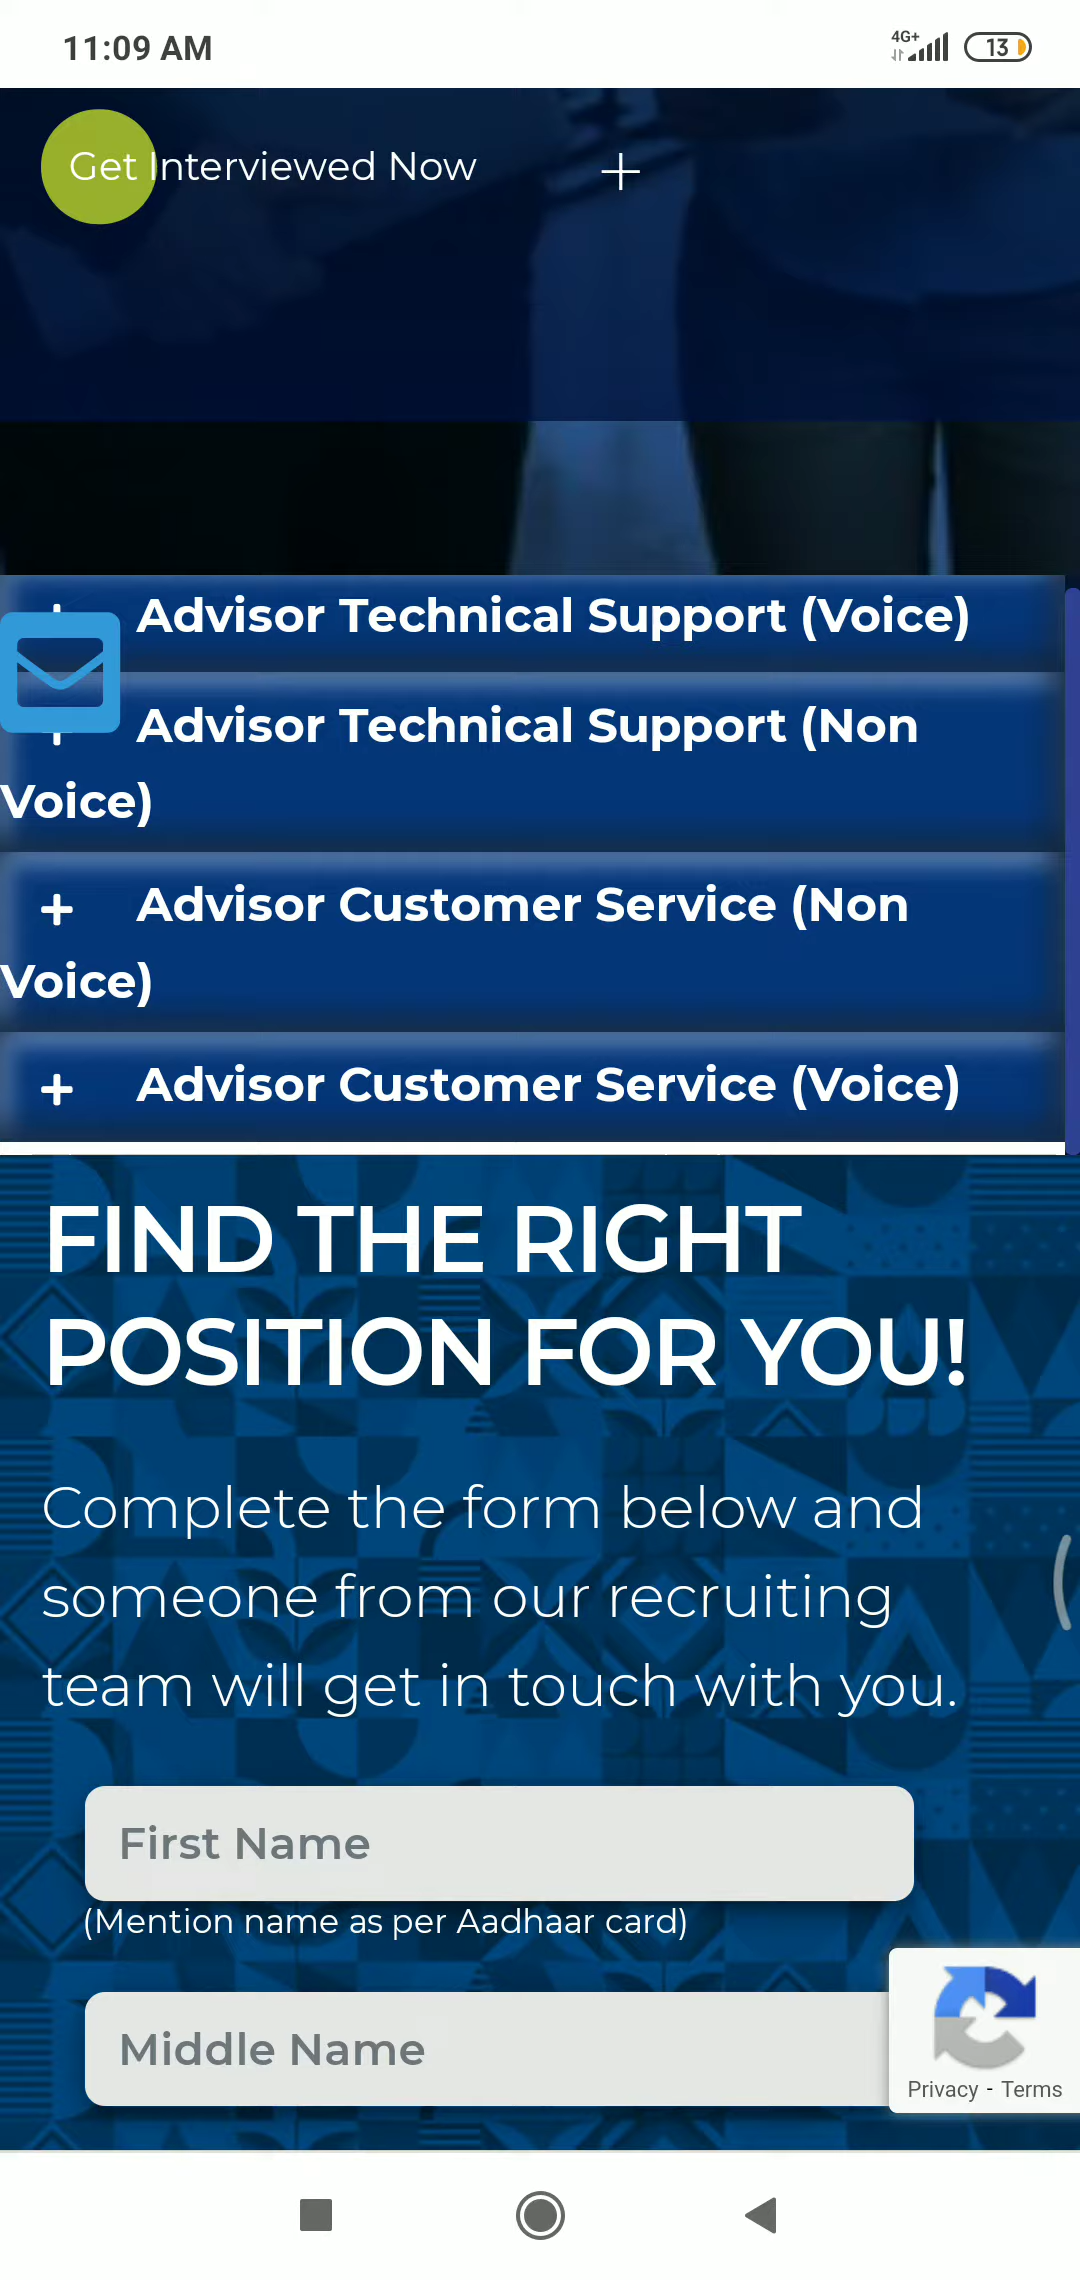 11:09 AM
4G+
13
Get Interviewed Now
Advisor Technical Support (Voice)
Advisor Technical Support (Non
Voice)
Advisor Customer Service (Non
Voice)
Advisor Customer Service (Voice)
FIND THE RIGHT
POSITION FOR YOU!
Complete the form below and
someone from our recruiting
team will get in touch with you.
First Name
(Mention name as per Aadhaar card)
Middle Name
Privacy - Terms